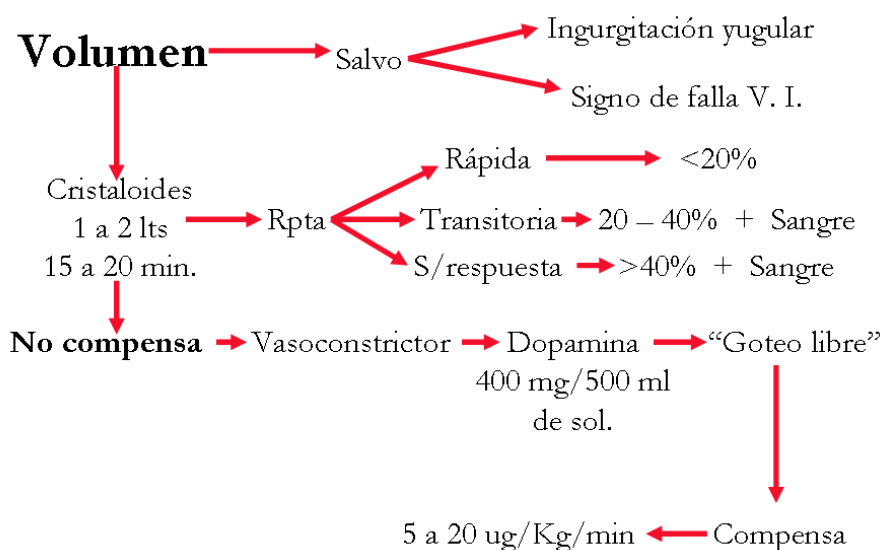 Volumen
Salvo
Ingurgitación yugular
Signo de falla V. I.
Cristaloides
1 a 2 lts
15 a 20 min.
Rpta
Rápida
<20%
Transitoria
20 – 40% + Sangre
S/respuesta
>40% + Sangre
No compensa
Vasoconstrictor
Dopamina
400 mg/500 ml
de sol.
“Goteo libre”
Compensa
5 a 20 ug/Kg/min